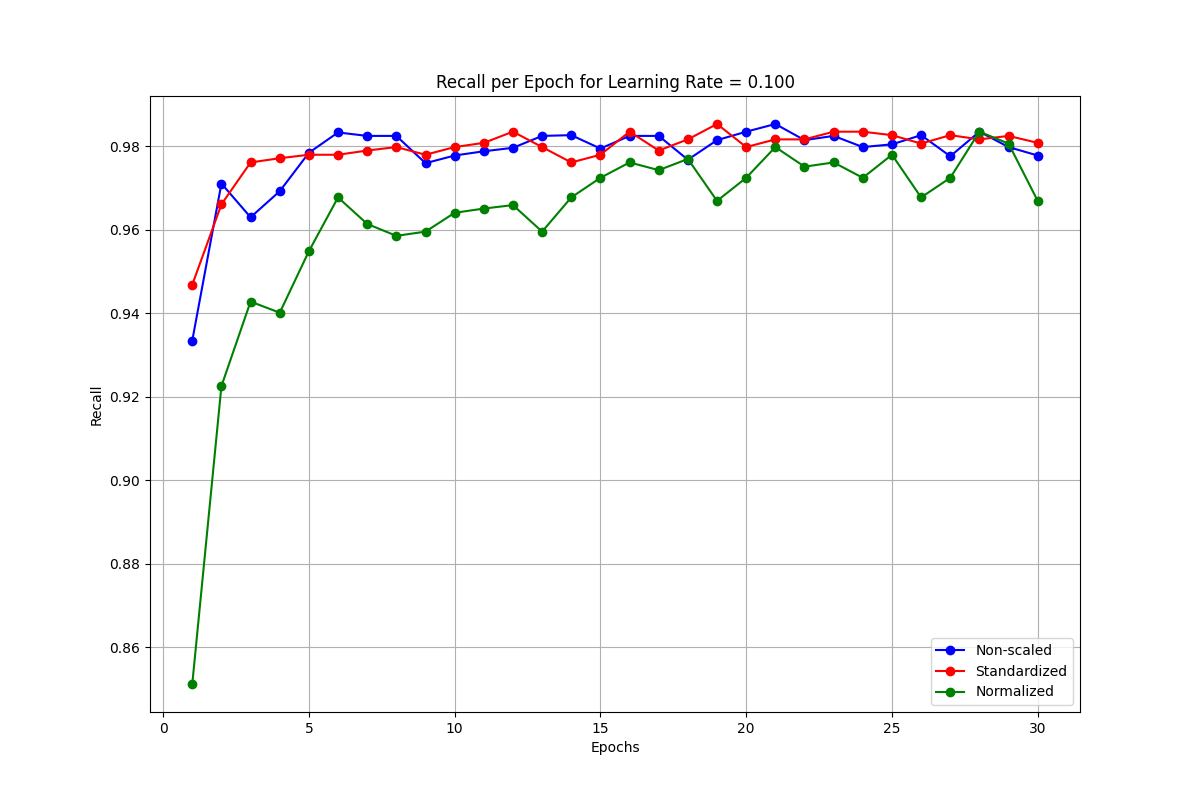 Recall per Epoch for Learning Rate = 0.100
Recall
0.98
0.96
0.94
0.92
0.90
0.88
0.86
0
5
10
15
20
25
30
Epochs
Non-scaled
Standardized
Normalized